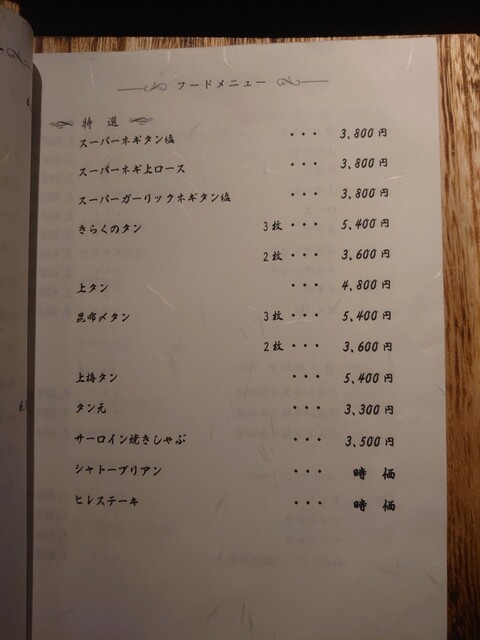 フードメニュー
特選
スーパーネギタン塩 ・・・ 3,800円
スーパーネギ上ロース ・・・ 3,800円
スーパーガーリックネギタン塩 ・・・ 3,800円
きらくのタン 3枚・・・ 5,400円
2枚・・・ 3,600円
上タン ・・・ 4,800円
昆布〆タン 3枚・・・ 5,400円
2枚・・・ 3,600円
上梅タン ・・・ 5,400円
タン元 ・・・ 3,300円
サーロイン焼きしゃぶ ・・・ 3,500円
シャトーブリアン ・・・ 時価
ヒレステーキ ・・・ 時価